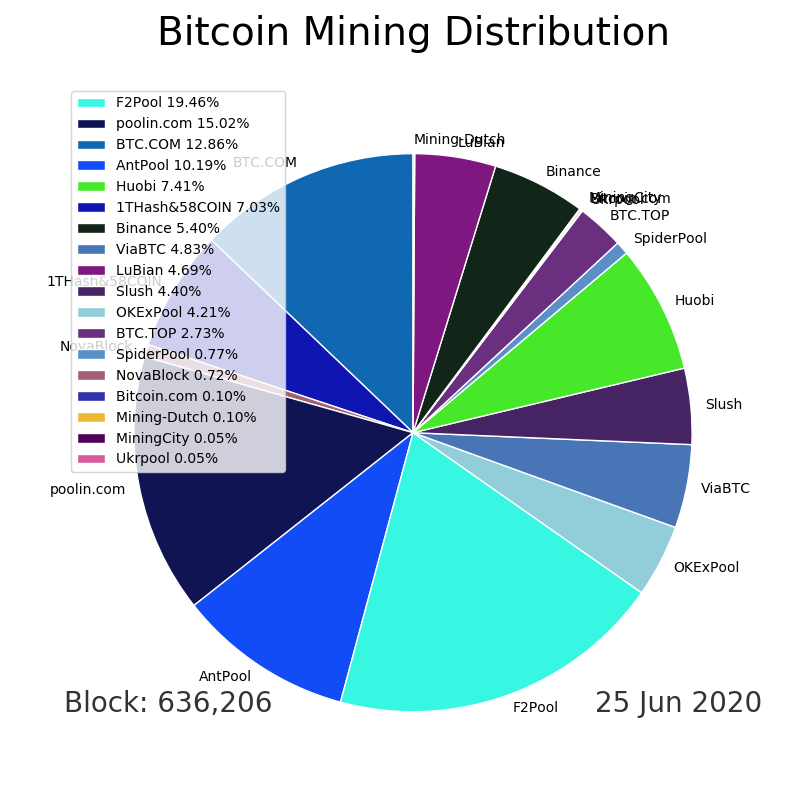 Bitcoin Mining Distribution
F2Pool 19.46%
poolin.com 15.02%
BTC.COM 12.86%
AntPool 10.19%
Huobi 7.41%
1THash&58COIN 7.03%
Binance 5.40%
ViaBTC 4.83%
LuBian 4.69%
Slush 4.40%
OKExPool 4.21%
BTC.TOP 2.73%
SpiderPool 0.77%
NovaBlock 0.72%
Bitcoin.com 0.10%
Mining-Dutch 0.10%
MiningCity 0.05%
Ukrpool 0.05%
Mining-Dutch
LuBian
Binance
MiningCity
Bitcoin.com
Ukrpool
BTC.TOP
SpiderPool
Huobi
Slush
ViaBTC
OKExPool
F2Pool
AntPool
poolin.com
NovaBlock
1THash&58COIN
BTC.COM
Block: 636,206
25 Jun 2020